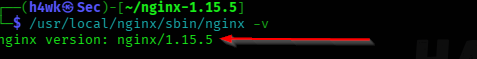 ┌──(h4wk㉿Sec)-[~/nginx-1.15.5]
└$ /usr/local/nginx/sbin/nginx -v
nginx version: nginx/1.15.5